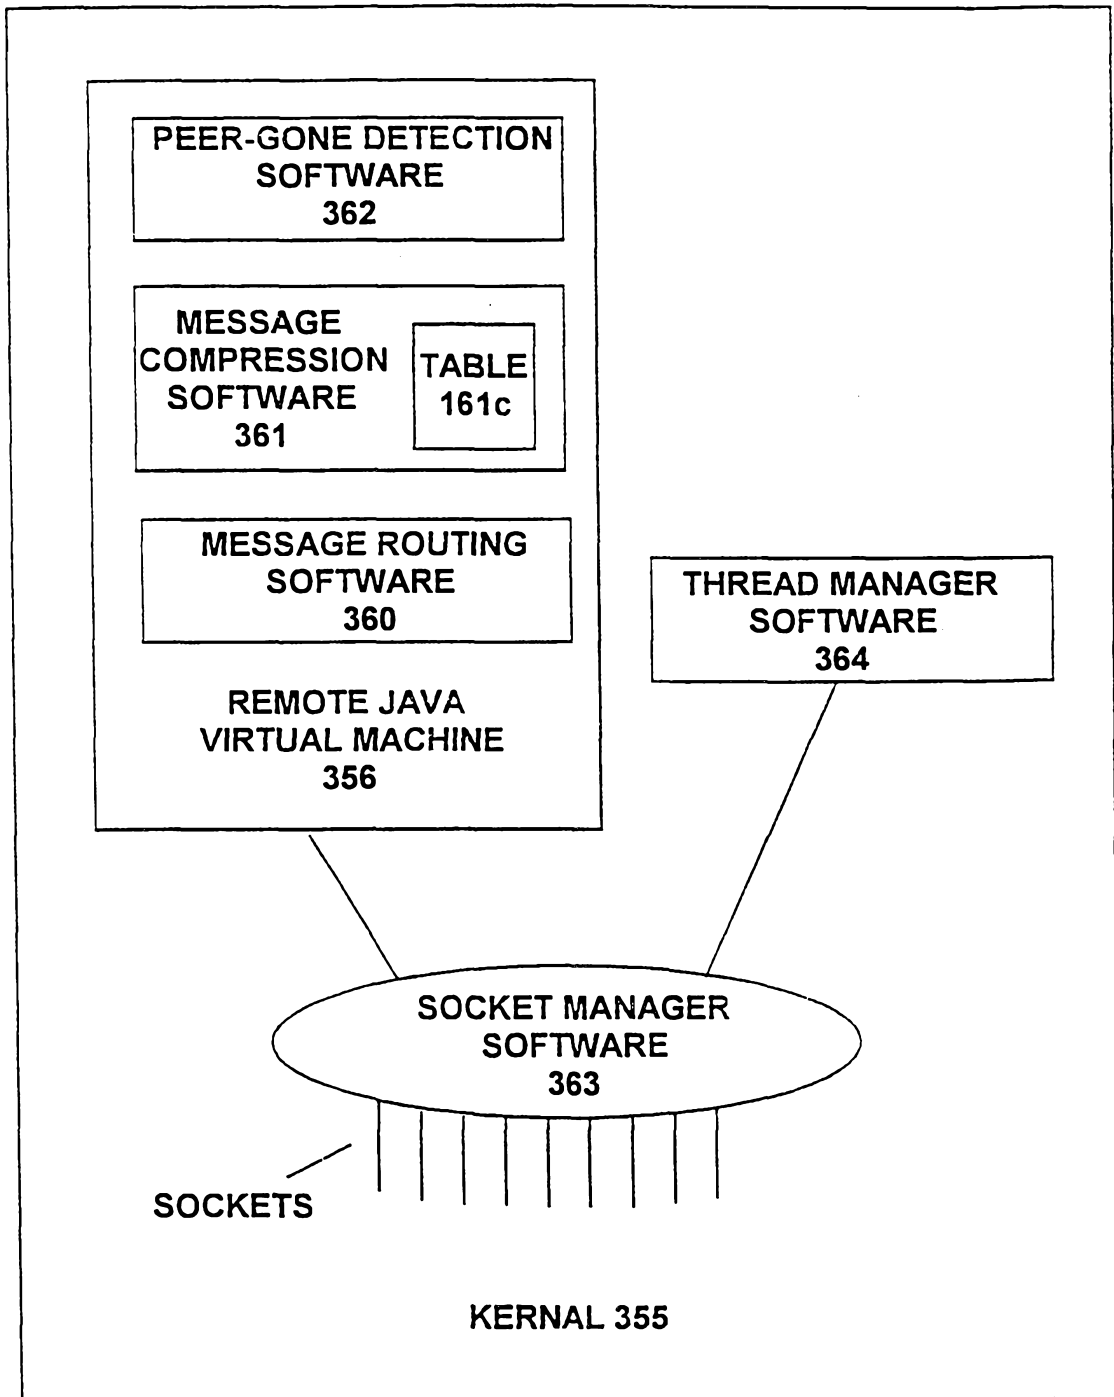 PEER-GONE DETECTION
SOFTWARE
362
MESSAGE
COMPRESSION
SOFTWARE
361
TABLE
161c
MESSAGE ROUTING
SOFTWARE
360
REMOTE JAVA
VIRTUAL MACHINE
356
THREAD MANAGER
SOFTWARE
364
SOCKET MANAGER
SOFTWARE
363
SOCKETS
KERNAL 355